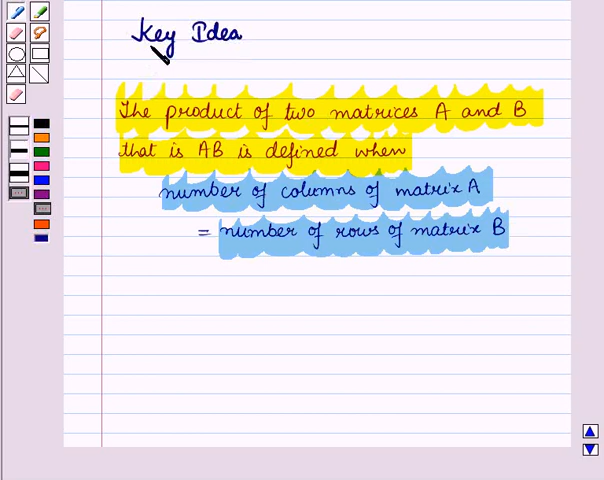 Key Idea
The product of two matrices A and B
that is AB is defined when
number of columns of matrix A
= number of rows of matrix B